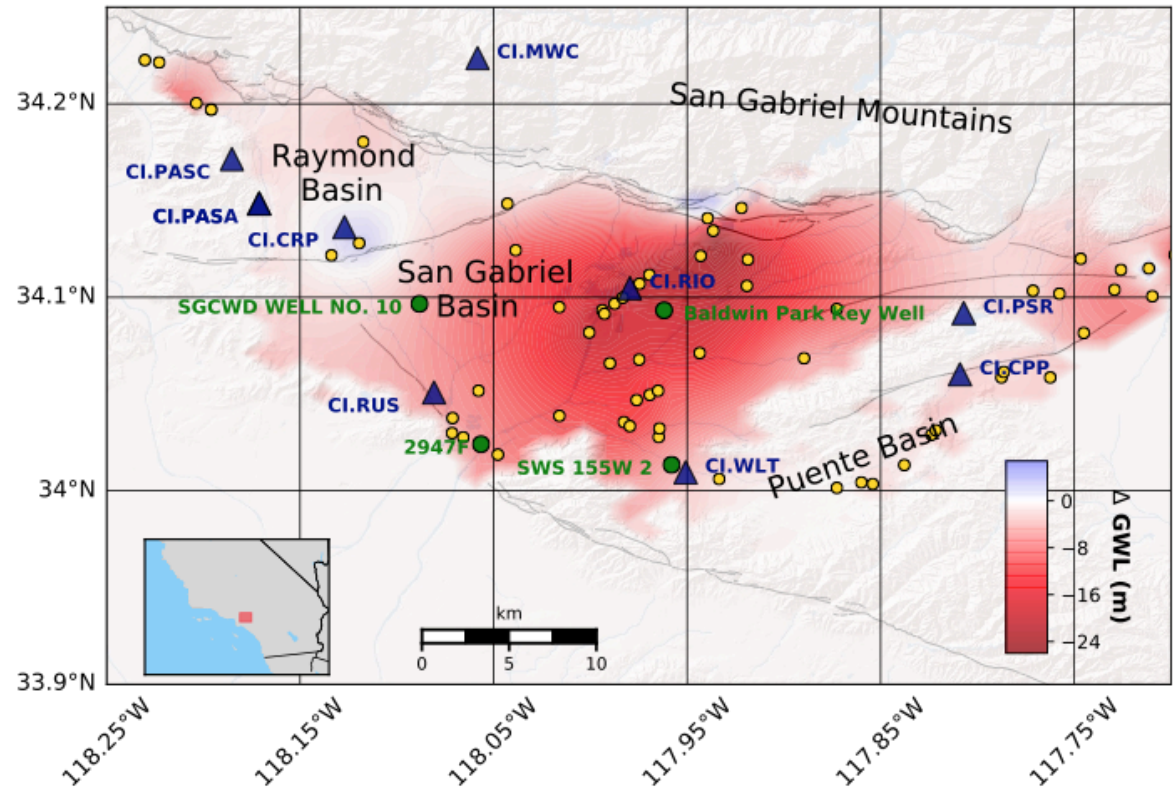 CI.MWC
34.2°N
San Gabriel Mountains
Raymond
Basin
CI.PASC
CI.PASA
CI.CRP
San Gabriel
Basin
CI.RIO
34.1°N
SGCWD WELL NO. 10
Baldwin Park Key Well
CI.PSR
CI.CPP
CI.RUS
2947F
SWS 155W 2
CI.WLT
Puente Basin
34°N
0
−8
−16
−24
Δ GWL (m)
km
0 5 10
33.9°N
118.25°W 118.15°W 118.05°W 117.95°W 117.85°W 117.75°W